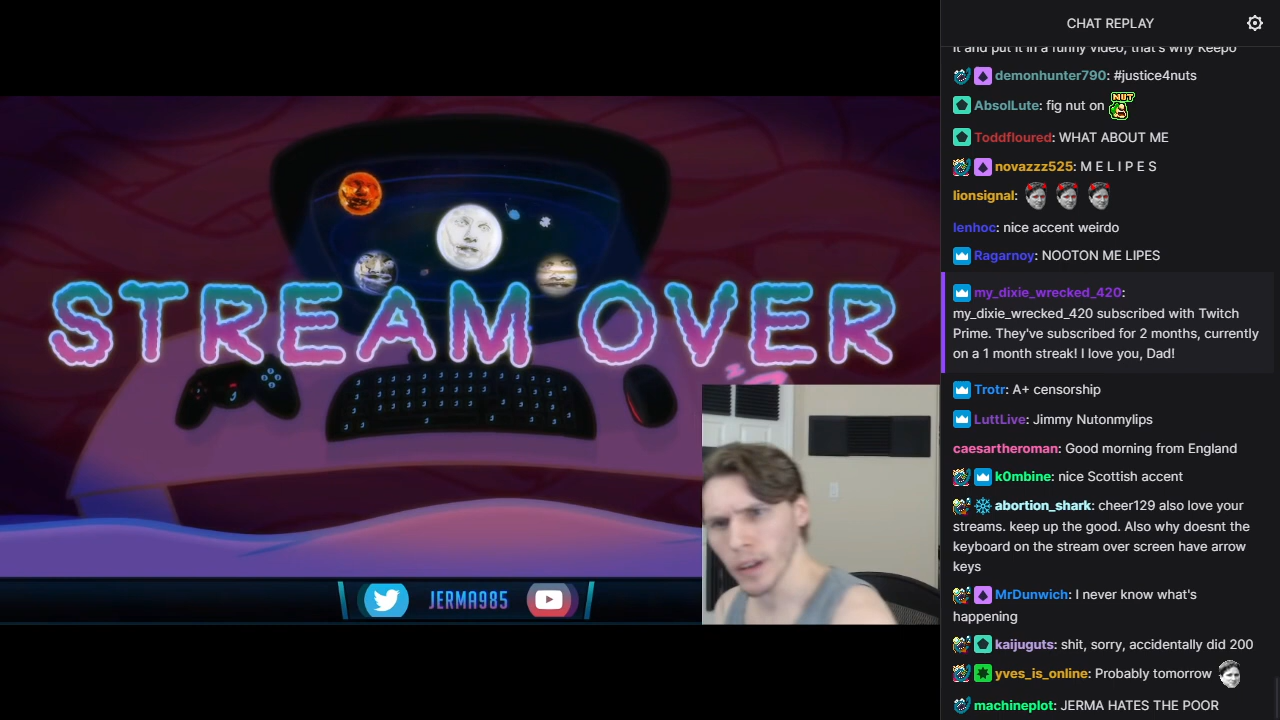 STREAM OVER
JERMA985
CHAT REPLAY
it and put it in a funny video, that's why Keepo
demonhunter790: #justice4nuts
AbsolLute: fig nut on NUT
Toddfloured: WHAT ABOUT ME
novazzz525: M E L I P E S
lionsignal:
lenhoc: nice accent weirdo
Ragarnoy: NOOTON ME LIPES
my_dixie_wrecked_420:
my_dixie_wrecked_420 subscribed with Twitch
Prime. They've subscribed for 2 months, currently
on a 1 month streak! I love you, Dad!
Trotr: A+ censorship
LuttLive: Jimmy Nutonmylips
caesartheroman: Good morning from England
k0mbine: nice Scottish accent
abortion_shark: cheer129 also love your
streams. keep up the good. Also why doesnt the
keyboard on the stream over screen have arrow
keys
MrDunwich: I never know what's
happening
kaijuguts: shit, sorry, accidentally did 200
yves_is_online: Probably tomorrow
machineplot: JERMA HATES THE POOR